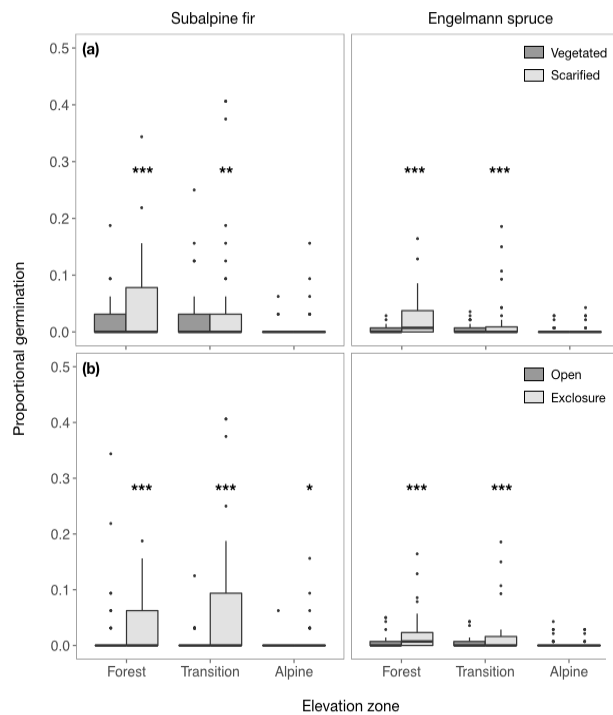 Subalpine fir
Engelmann spruce
(a)
Vegetated
Scarified
0.5
0.4
0.3
0.2
0.1
0.0
*** **
*** ***
Proportional germination
(b)
Open
Exclosure
0.5
0.4
0.3
0.2
0.1
0.0
*** *** *
*** ***
Forest Transition Alpine
Forest Transition Alpine
Elevation zone